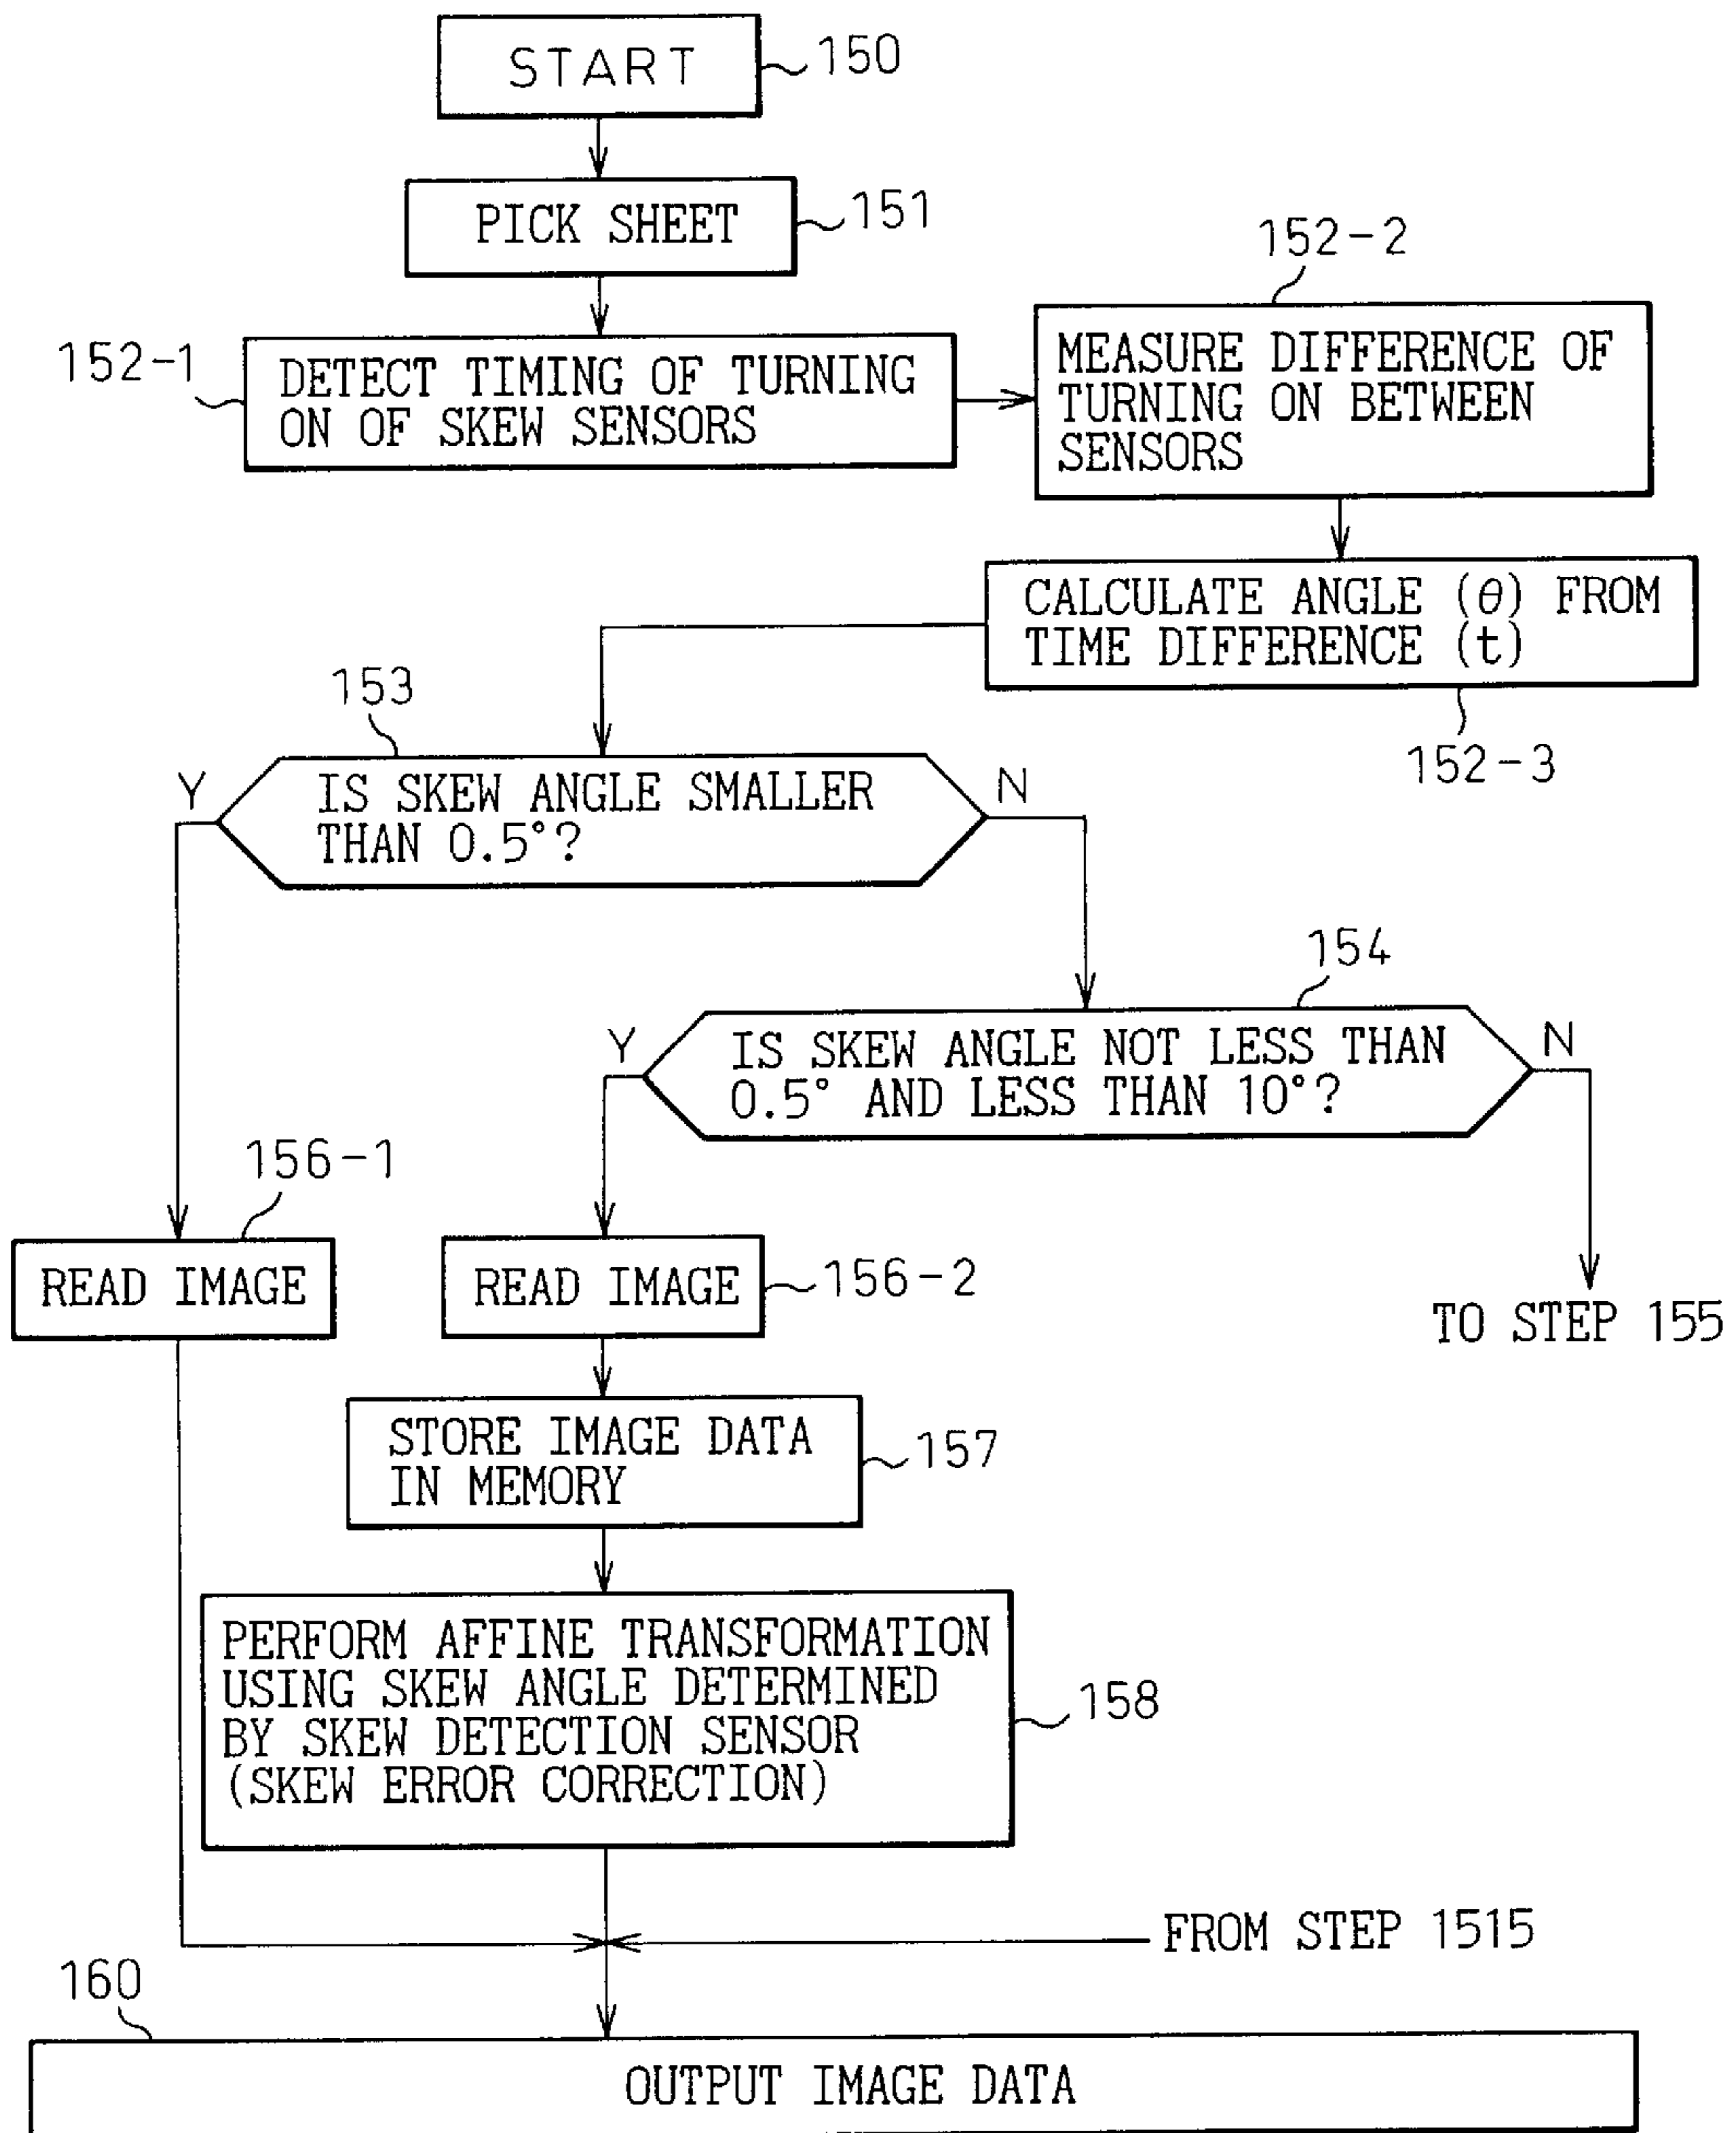 START
150
PICK SHEET
151
152-1
DETECT TIMING OF TURNING
ON OF SKEW SENSORS
152-2
MEASURE DIFFERENCE OF
TURNING ON BETWEEN
SENSORS
CALCULATE ANGLE (θ) FROM
TIME DIFFERENCE (t)
152-3
153
Y
IS SKEW ANGLE SMALLER
THAN 0.5°?
N
154
Y
IS SKEW ANGLE NOT LESS THAN
0.5° AND LESS THAN 10°?
N
156-1
READ IMAGE
READ IMAGE
156-2
TO STEP 155
STORE IMAGE DATA
IN MEMORY
157
PERFORM AFFINE TRANSFORMATION
USING SKEW ANGLE DETERMINED
BY SKEW DETECTION SENSOR
(SKEW ERROR CORRECTION)
158
FROM STEP 1515
160
OUTPUT IMAGE DATA